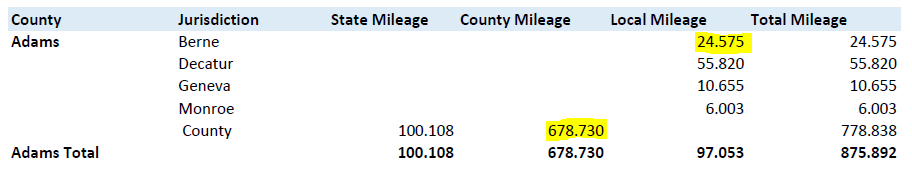 County Jurisdiction State Mileage County Mileage Local Mileage Total Mileage
Adams Berne 24.575 24.575
Decatur 55.820 55.820
Geneva 10.655 10.655
Monroe 6.003 6.003
County 100.108 678.730 778.838
Adams Total 100.108 678.730 97.053 875.892